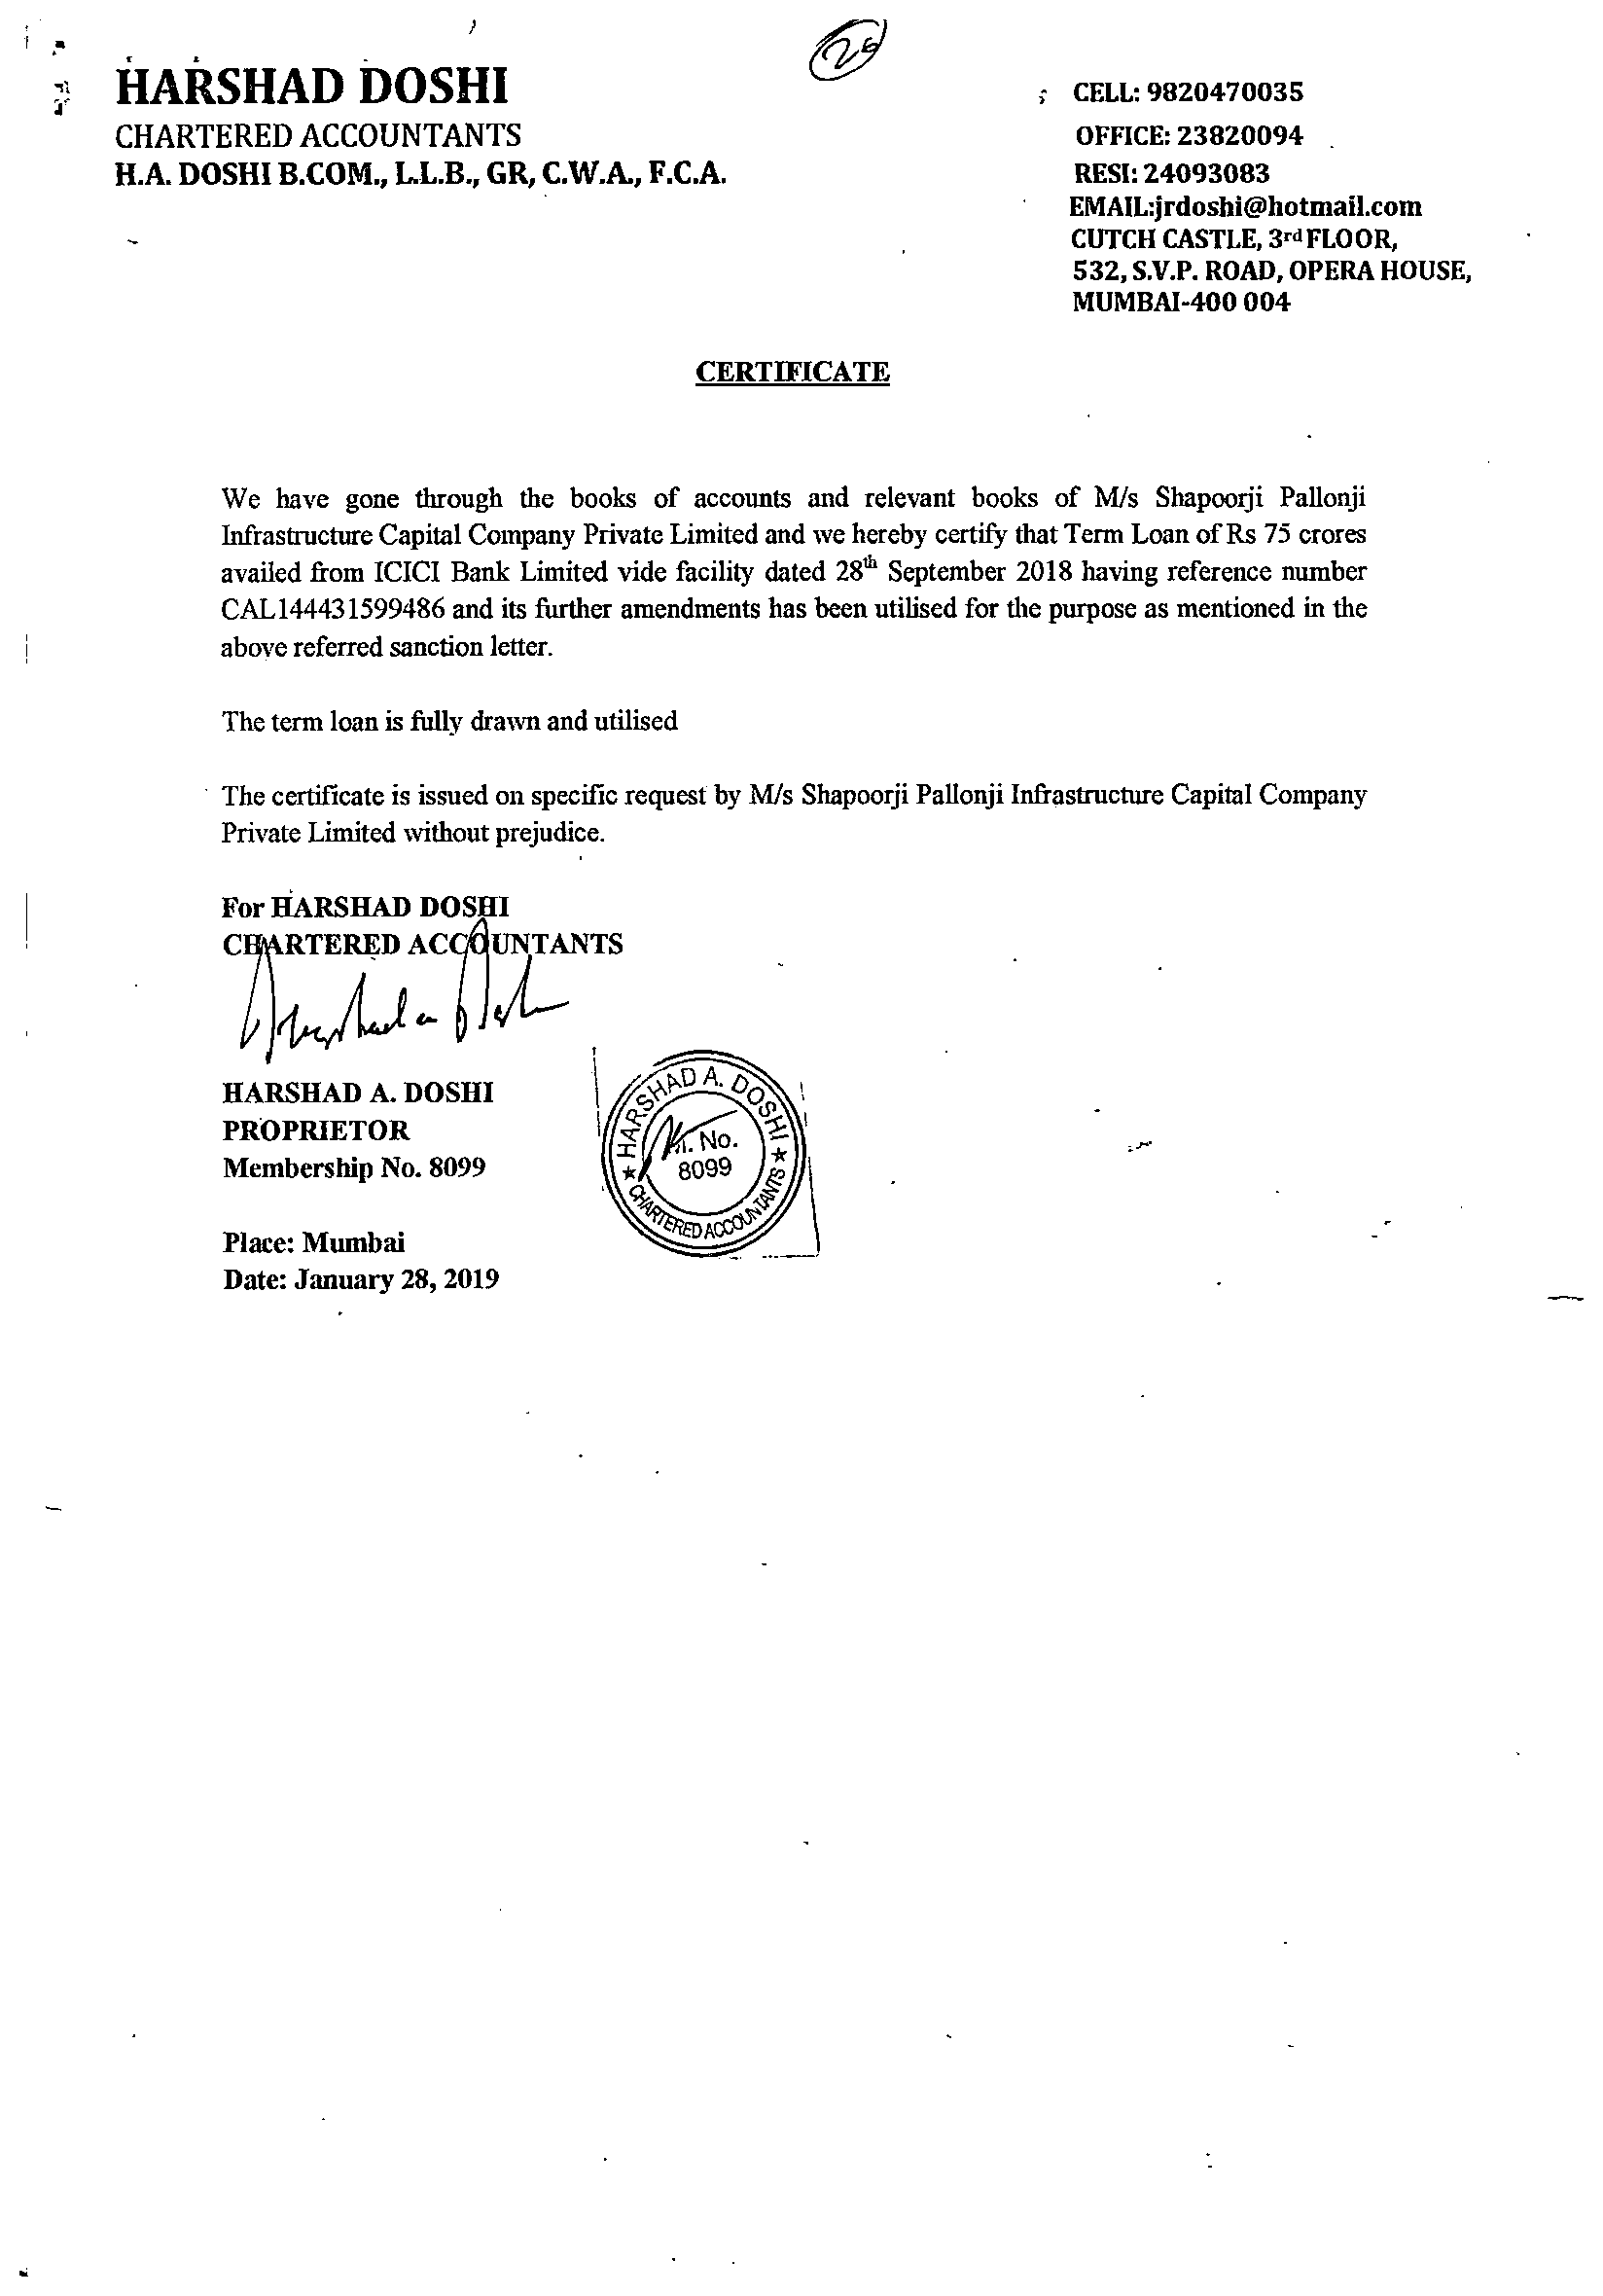 26
HARSHAD DOSHI
CHARTERED ACCOUNTANTS
H.A. DOSHI B.COM., L.L.B., GR, C.W.A., F.C.A.
CELL: 9820470035
OFFICE: 23820094
RESI: 24093083
EMAIL:jrdoshi@hotmail.com
CUTCH CASTLE, 3rd FLOOR,
532, S.V.P. ROAD, OPERA HOUSE,
MUMBAI-400 004
CERTIFICATE
We have gone through the books of accounts and relevant books of M/s Shapoorji Pallonji
Infrastructure Capital Company Private Limited and we hereby certify that Term Loan of Rs 75 crores
availed from ICICI Bank Limited vide facility dated 28th September 2018 having reference number
CAL144431599486 and its further amendments has been utilised for the purpose as mentioned in the
above referred sanction letter.
The term loan is fully drawn and utilised
The certificate is issued on specific request by M/s Shapoorji Pallonji Infrastructure Capital Company
Private Limited without prejudice.
For HARSHAD DOSHI
CHARTERED ACCOUNTANTS
HARSHAD A. DOSHI
PROPRIETOR
Membership No. 8099
HARSHAD A. DOSHI
M. No.
8099
CHARTERED ACCOUNTANTS
Place: Mumbai
Date: January 28, 2019